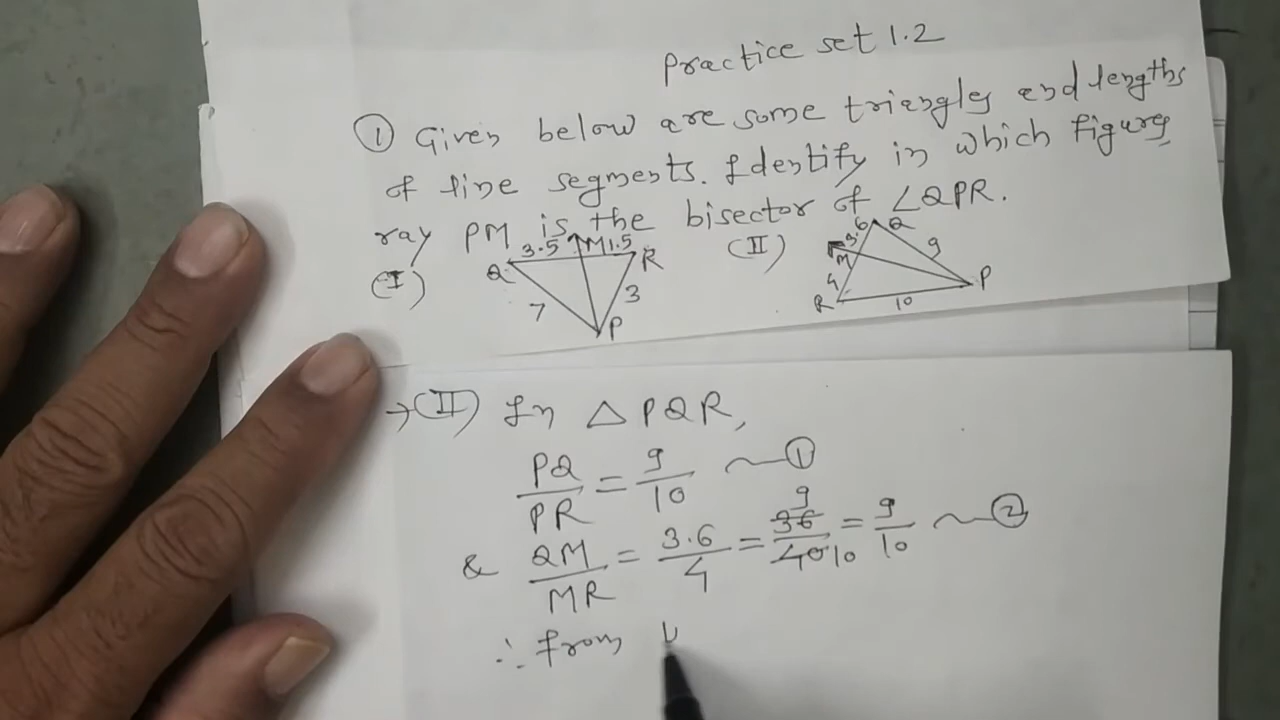 Practice set 1.2
① Given below are some triangles and lengths
of line segments. Identify in which figures
ray PM is the bisector of ∠QPR.
(I) Q 3.5 M 1.5 R 7 3 P
(II) Q 3.6 M 4 R 9 10 P
→ (II) In △ PQR,
PQ/PR = 9/10 ~ ①
& QM/MR = 3.6/4 = 36/40 = 9/10 ~ ②
∴ from